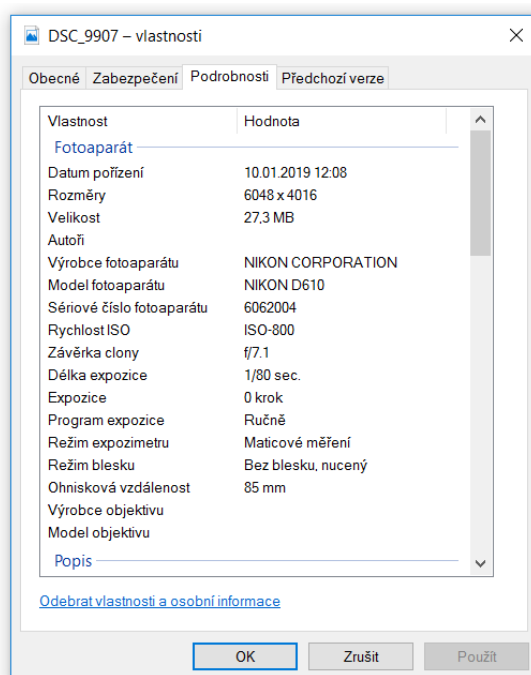 DSC_9907 – vlastnosti
Obecné Zabezpečení Podrobnosti Předchozí verze
Vlastnost Hodnota
Fotoaparát
Datum pořízení 10.01.2019 12:08
Rozměry 6048 x 4016
Velikost 27,3 MB
Autoři
Výrobce fotoaparátu NIKON CORPORATION
Model fotoaparátu NIKON D610
Sériové číslo fotoaparátu 6062004
Rychlost ISO ISO-800
Závěrka clony f/7.1
Délka expozice 1/80 sec.
Expozice 0 krok
Program expozice Ručně
Režim expozimetru Maticové měření
Režim blesku Bez blesku, nucený
Ohnisková vzdálenost 85 mm
Výrobce objektivu
Model objektivu
Popis
Odebrat vlastnosti a osobní informace
OK Zrušit Použít